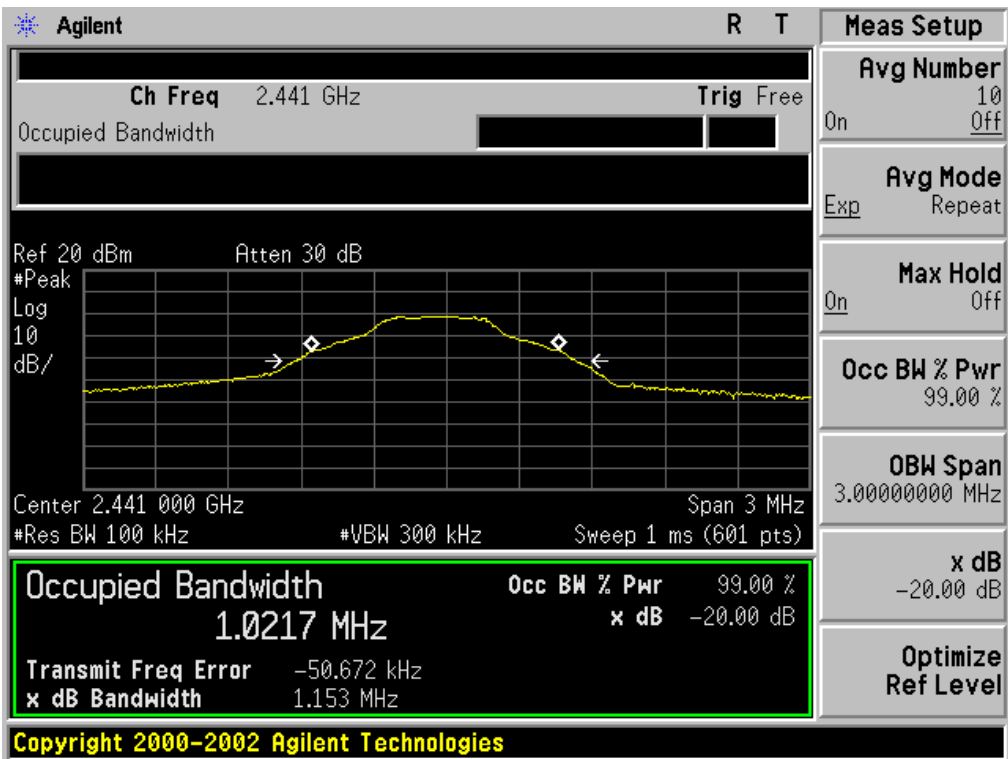 Agilent R T
Ch Freq 2.441 GHz Trig Free
Occupied Bandwidth
Ref 20 dBm Atten 30 dB
#Peak
Log
10
dB/
Center 2.441 000 GHz Span 3 MHz
#Res BW 100 kHz #VBW 300 kHz Sweep 1 ms (601 pts)
Occupied Bandwidth Occ BW % Pwr 99.00 %
1.0217 MHz x dB -20.00 dB
Transmit Freq Error -50.672 kHz
x dB Bandwidth 1.153 MHz
Copyright 2000-2002 Agilent Technologies
Meas Setup
Avg Number
10
On Off
Avg Mode
Exp Repeat
Max Hold
On Off
Occ BW % Pwr
99.00 %
OBW Span
3.00000000 MHz
x dB
-20.00 dB
Optimize
Ref Level